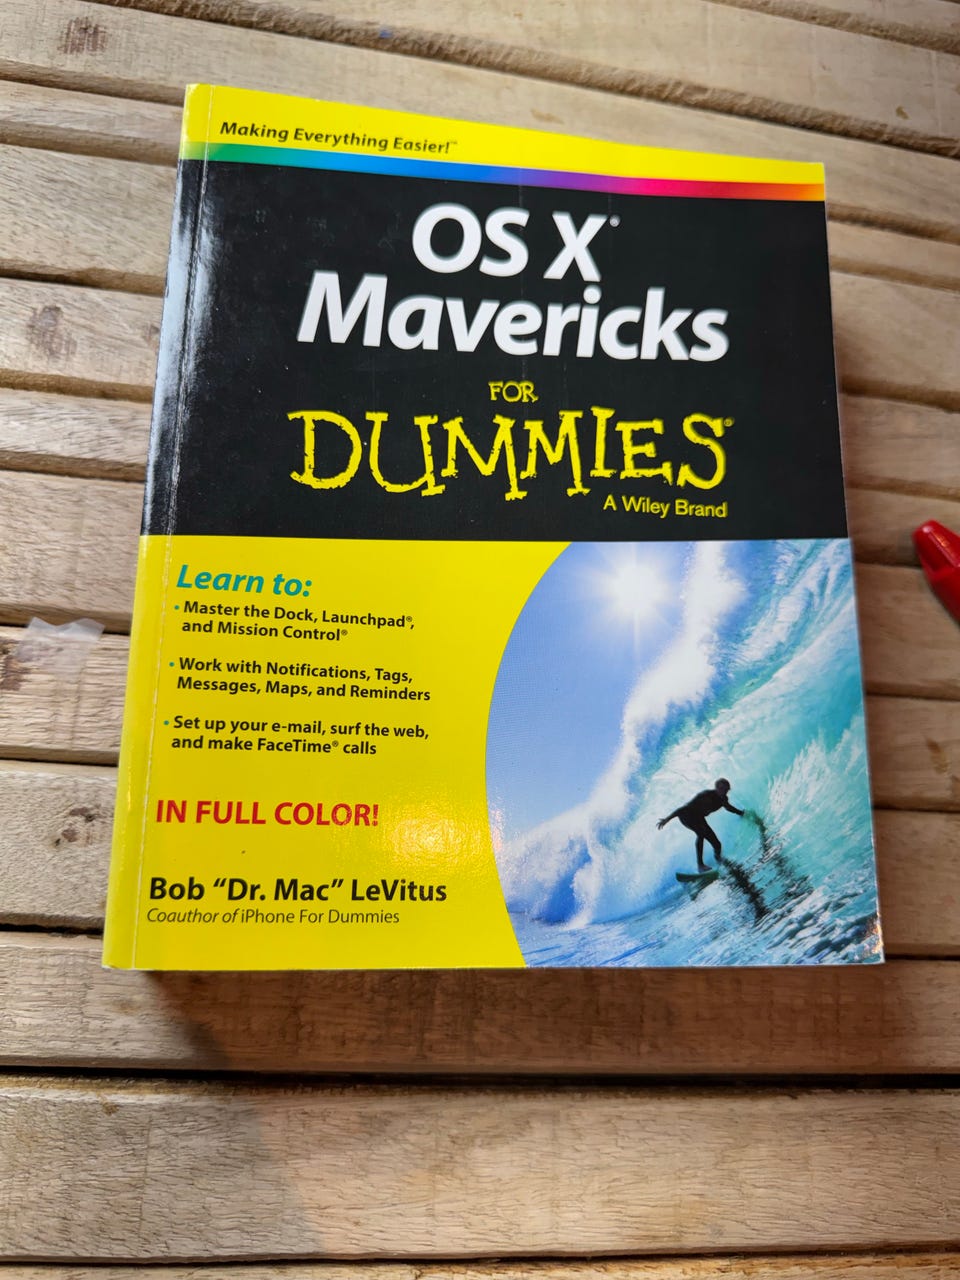 Making Everything Easier!™
OS X®
Mavericks
FOR
DUMMIES®
A Wiley Brand
Learn to:
• Master the Dock, Launchpad®,
and Mission Control®
• Work with Notifications, Tags,
Messages, Maps, and Reminders
• Set up your e-mail, surf the web,
and make FaceTime® calls
IN FULL COLOR!
Bob “Dr. Mac” LeVitus
Coauthor of iPhone For Dummies